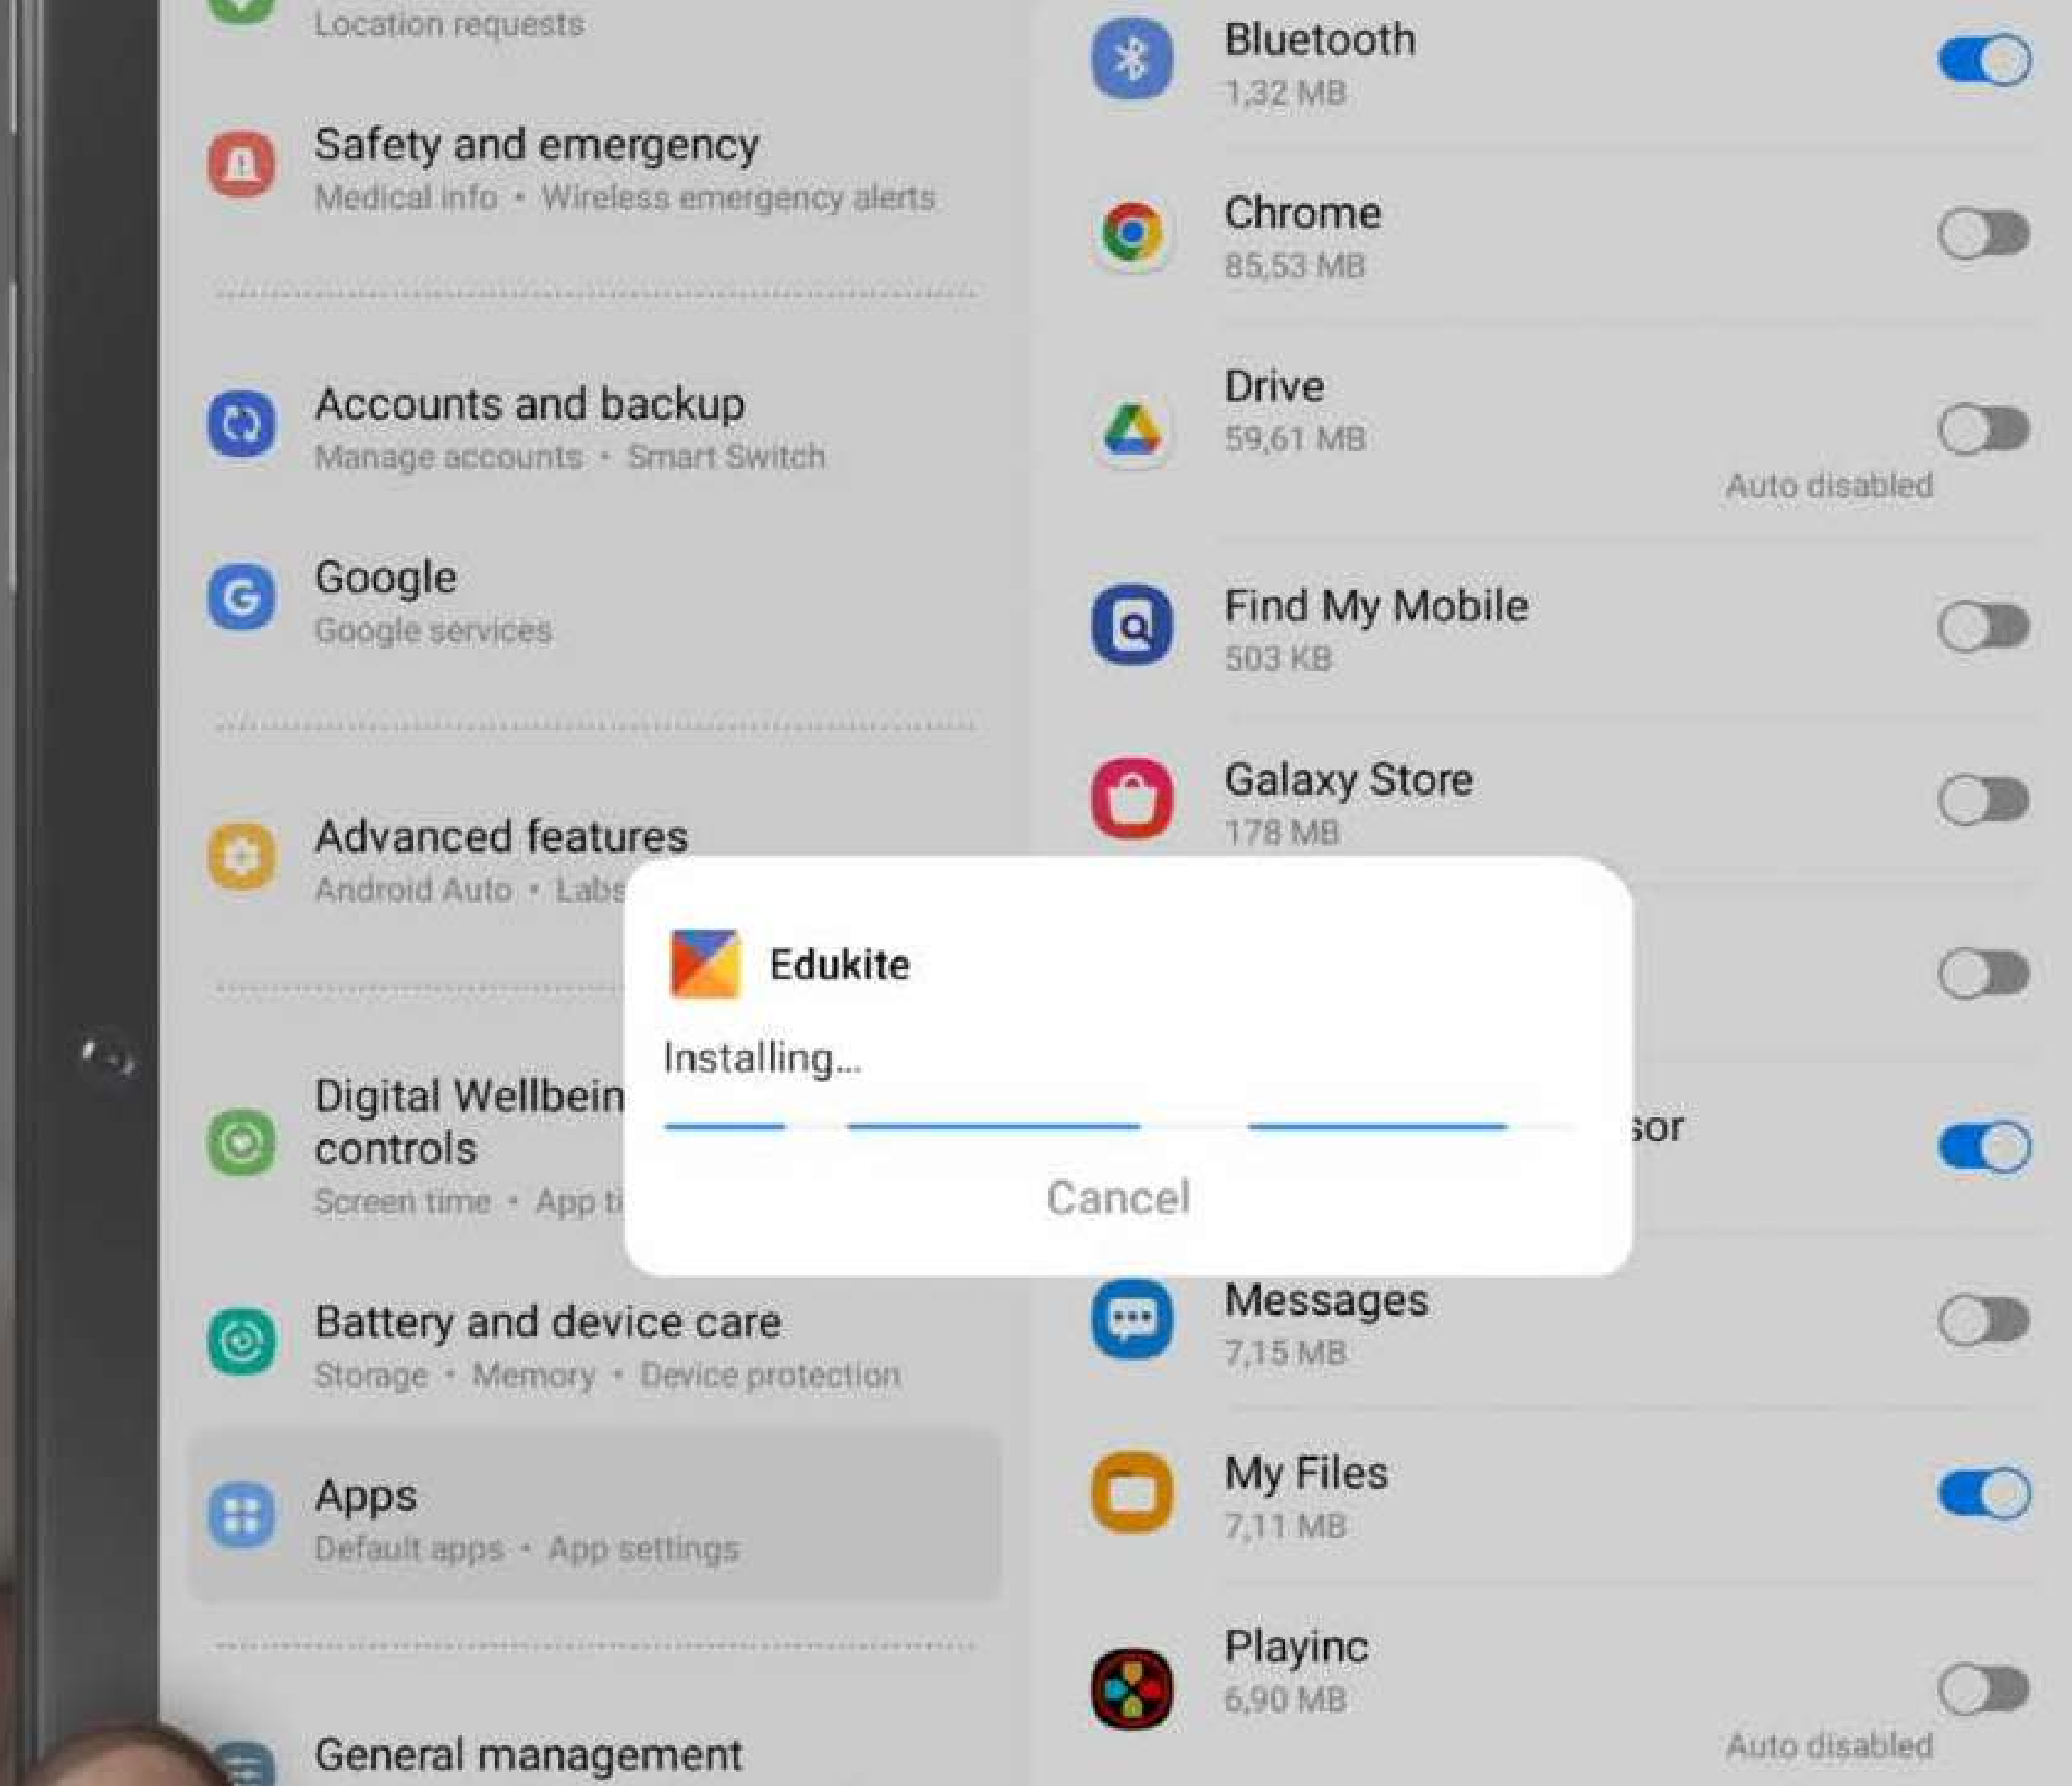 Location requests
Safety and emergency
Medical info • Wireless emergency alerts
Accounts and backup
Manage accounts • Smart Switch
Google
Google services
Advanced features
Android Auto • Labs
Digital Wellbein
controls
Screen time • App ti
Battery and device care
Storage • Memory • Device protection
Apps
Default apps • App settings
General management
Bluetooth
1,32 MB
Chrome
85,53 MB
Drive
59,61 MB
Auto disabled
Find My Mobile
503 KB
Galaxy Store
178 MB
Edukite
Installing...
Cancel
sor
Messages
7,15 MB
My Files
7,11 MB
Playinc
6,90 MB
Auto disabled